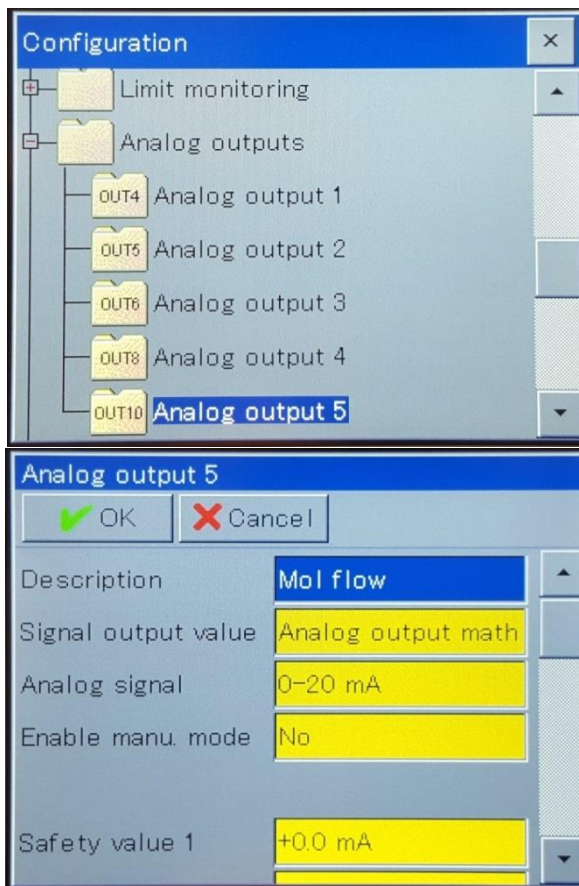 Configuration
Limit monitoring
Analog outputs
OUT4 Analog output 1
OUT5 Analog output 2
OUT6 Analog output 3
OUT8 Analog output 4
OUT10 Analog output 5
Analog output 5
OK Cancel
Description Mol flow
Signal output value Analog output math
Analog signal 0-20 mA
Enable manu. mode No
Safety value 1 +0.0 mA